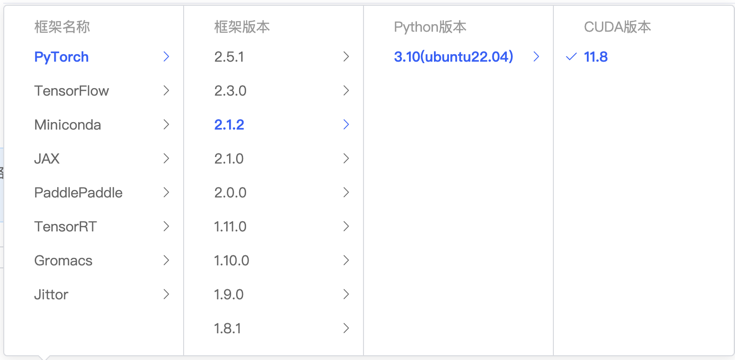 框架名称
PyTorch
TensorFlow
Miniconda
JAX
PaddlePaddle
TensorRT
Gromacs
Jittor
框架版本
2.5.1
2.3.0
2.1.2
2.1.0
2.0.0
1.11.0
1.10.0
1.9.0
1.8.1
Python版本
3.10(ubuntu22.04)
CUDA版本
11.8